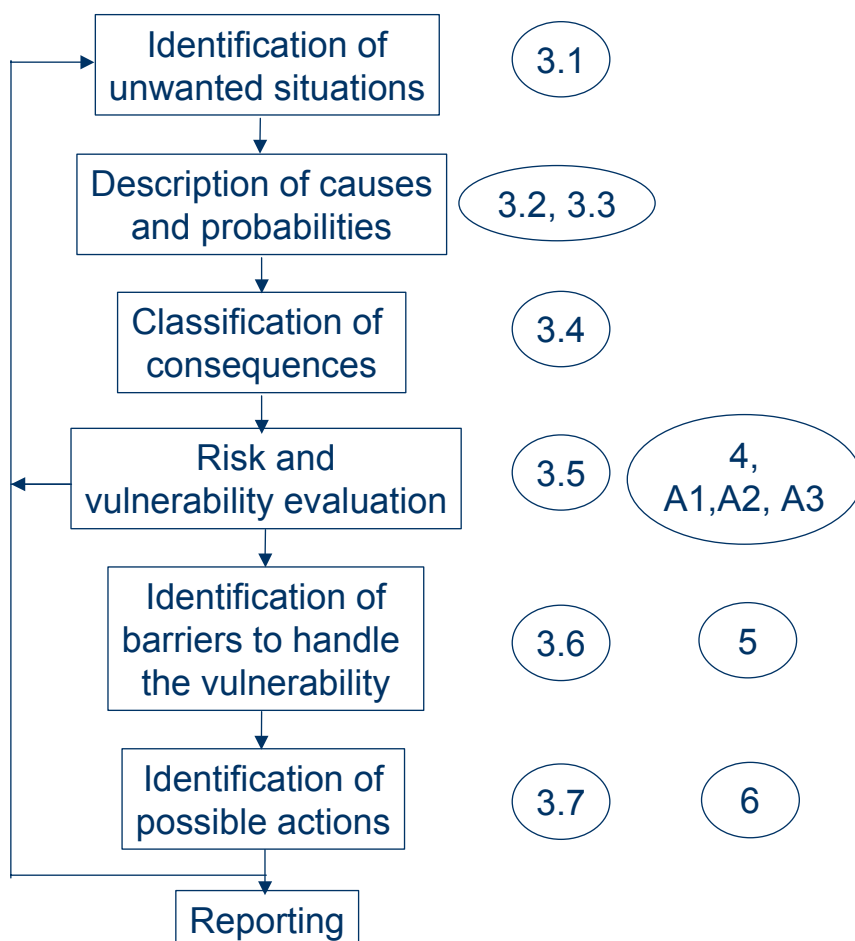 Identification of
unwanted situations
3.1
Description of causes
and probabilities
3.2, 3.3
Classification of
consequences
3.4
Risk and
vulnerability evaluation
3.5
4,
A1,A2, A3
Identification of
barriers to handle
the vulnerability
3.6
5
Identification of
possible actions
3.7
6
Reporting